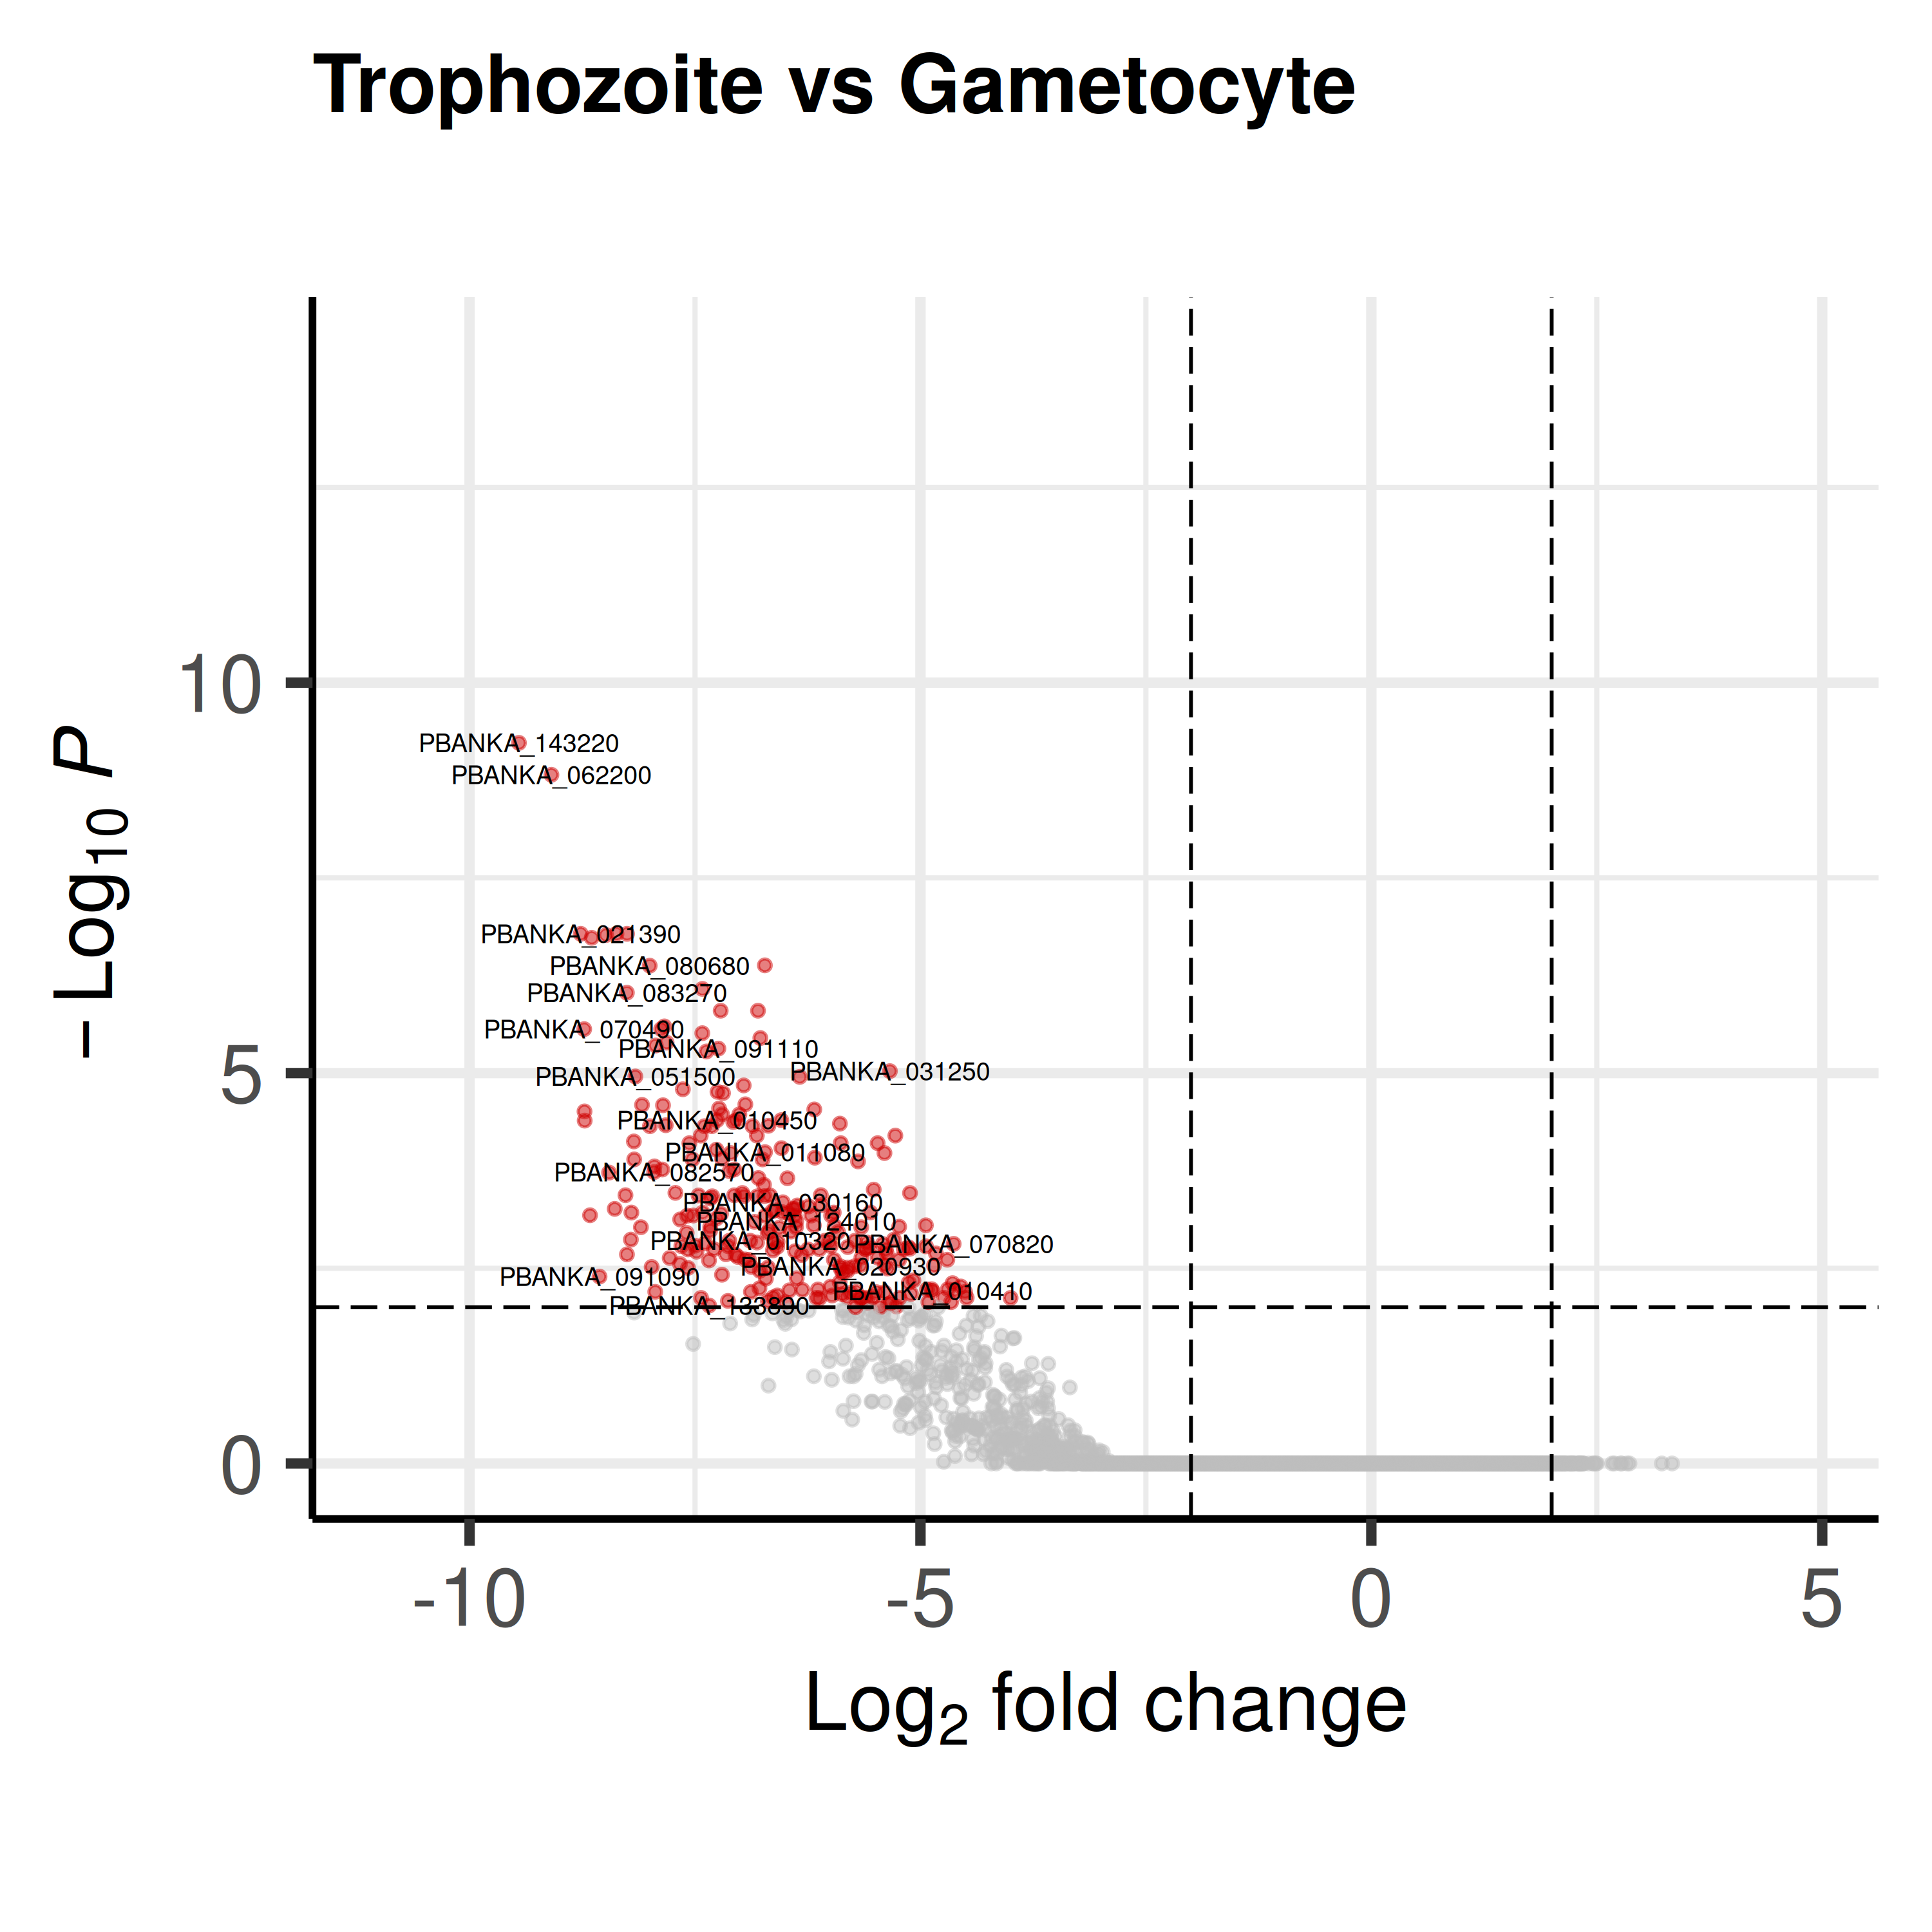 Trophozoite vs Gametocyte
− Log10 P
10
5
0
PBANKA_143220
PBANKA_062200
PBANKA_021390
PBANKA_080680
PBANKA_083270
PBANKA_070490
PBANKA_091110
PBANKA_031250
PBANKA_051500
PBANKA_010450
PBANKA_011080
PBANKA_082570
PBANKA_030160
PBANKA_124010
PBANKA_010320
PBANKA_070820
PBANKA_020930
PBANKA_091090
PBANKA_010410
PBANKA_133890
-10 -5 0 5
Log2 fold change